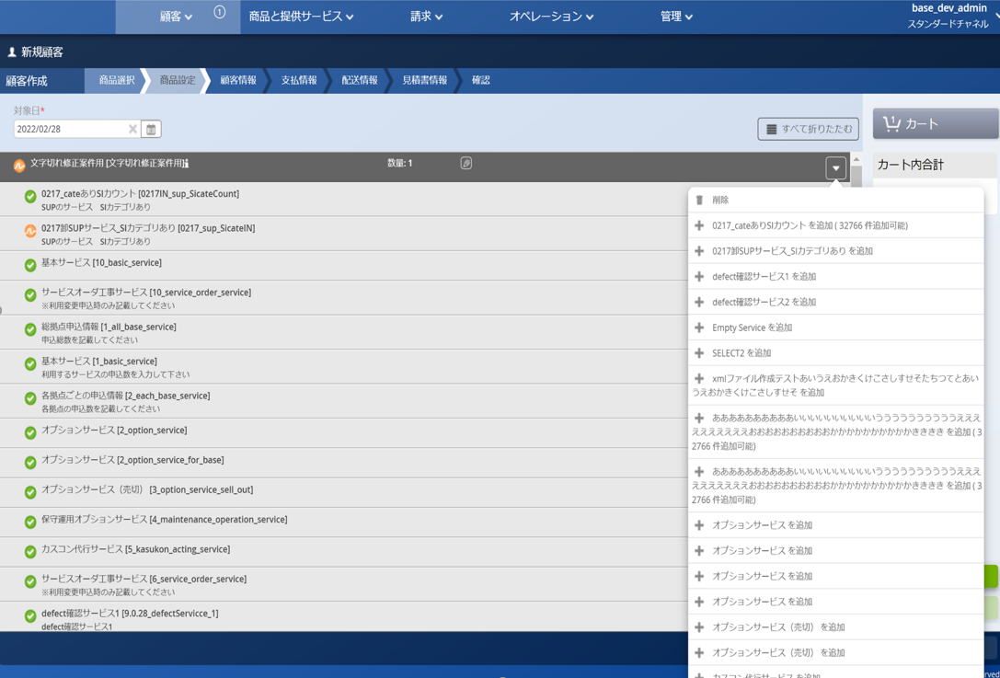 顧客
1
商品と提供サービス
請求
オペレーション
管理
base_dev_admin
スタンダードチャネル
新規顧客
顧客作成
商品選択
商品設定
顧客情報
支払情報
配送情報
見積書情報
確認
対象日*
2022/02/28
すべて折りたたむ
1
カート
カート内合計
文字切れ修正案件用 [文字切れ修正案件用]
数量: 1
0217_cateありSIカウント [0217IN_sup_SicateCount]
SUPのサービス SIカテゴリあり
0217卸SUPサービス_SIカテゴリあり [0217_sup_SicateIN]
SUPのサービス SIカテゴリあり
基本サービス [10_basic_service]
サービスオーダ工事サービス [10_service_order_service]
※利用変更申込時のみ記載してください
総拠点申込情報 [1_all_base_service]
申込総数を記載してください
基本サービス [1_basic_service]
利用するサービスの申込数を入力して下さい
各拠点ごとの申込情報 [2_each_base_service]
各拠点の申込数を記載してください
オプションサービス [2_option_service]
オプションサービス [2_option_service_for_base]
オプションサービス（売切） [3_option_service_sell_out]
保守運用オプションサービス [4_maintenance_operation_service]
カスコン代行サービス [5_kasukon_acting_service]
サービスオーダ工事サービス [6_service_order_service]
※利用変更申込時のみ記載してください
defect確認サービス1 [9.0.28_defectServicce_1]
defect確認サービス1
削除
0217_cateありSIカウント を追加 ( 32766 件追加可能)
0217卸SUPサービス_SIカテゴリあり を追加
defect確認サービス1 を追加
defect確認サービス2 を追加
Empty Service を追加
SELECT2 を追加
xmlファイル作成テストあいうえおかきくけこさしすせそたちつてとあい
うえおかきくけこさしすせそ を追加
ああああああああああいいいいいいいいいいうううううううううううえええ
えええええええおおおおおおおおおおかかかかかかかかかかききききき を追加 ( 3
2766 件追加可能)
ああああああああああいいいいいいいいいいうううううううううううえええ
えええええええおおおおおおおおおおかかかかかかかかかかききききき を追加 ( 3
2766 件追加可能)
オプションサービス を追加
オプションサービス を追加
オプションサービス を追加
オプションサービス を追加
オプションサービス（売切） を追加
オプションサービス（売切） を追加
カスコン代行サービス を追加
rved